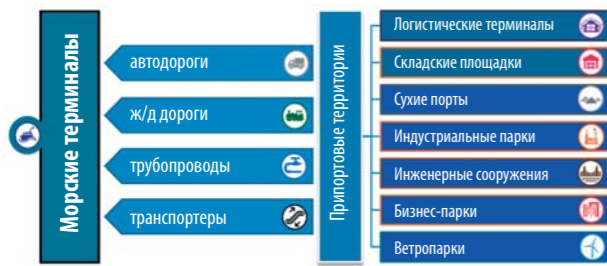 Морские терминалы
автодороги
ж/д дороги
трубопроводы
транспортеры
Припортовые территории
Логистические терминалы
Складские площадки
Сухие порты
Индустриальные парки
Инженерные сооружения
Бизнес-парки
Ветропарки